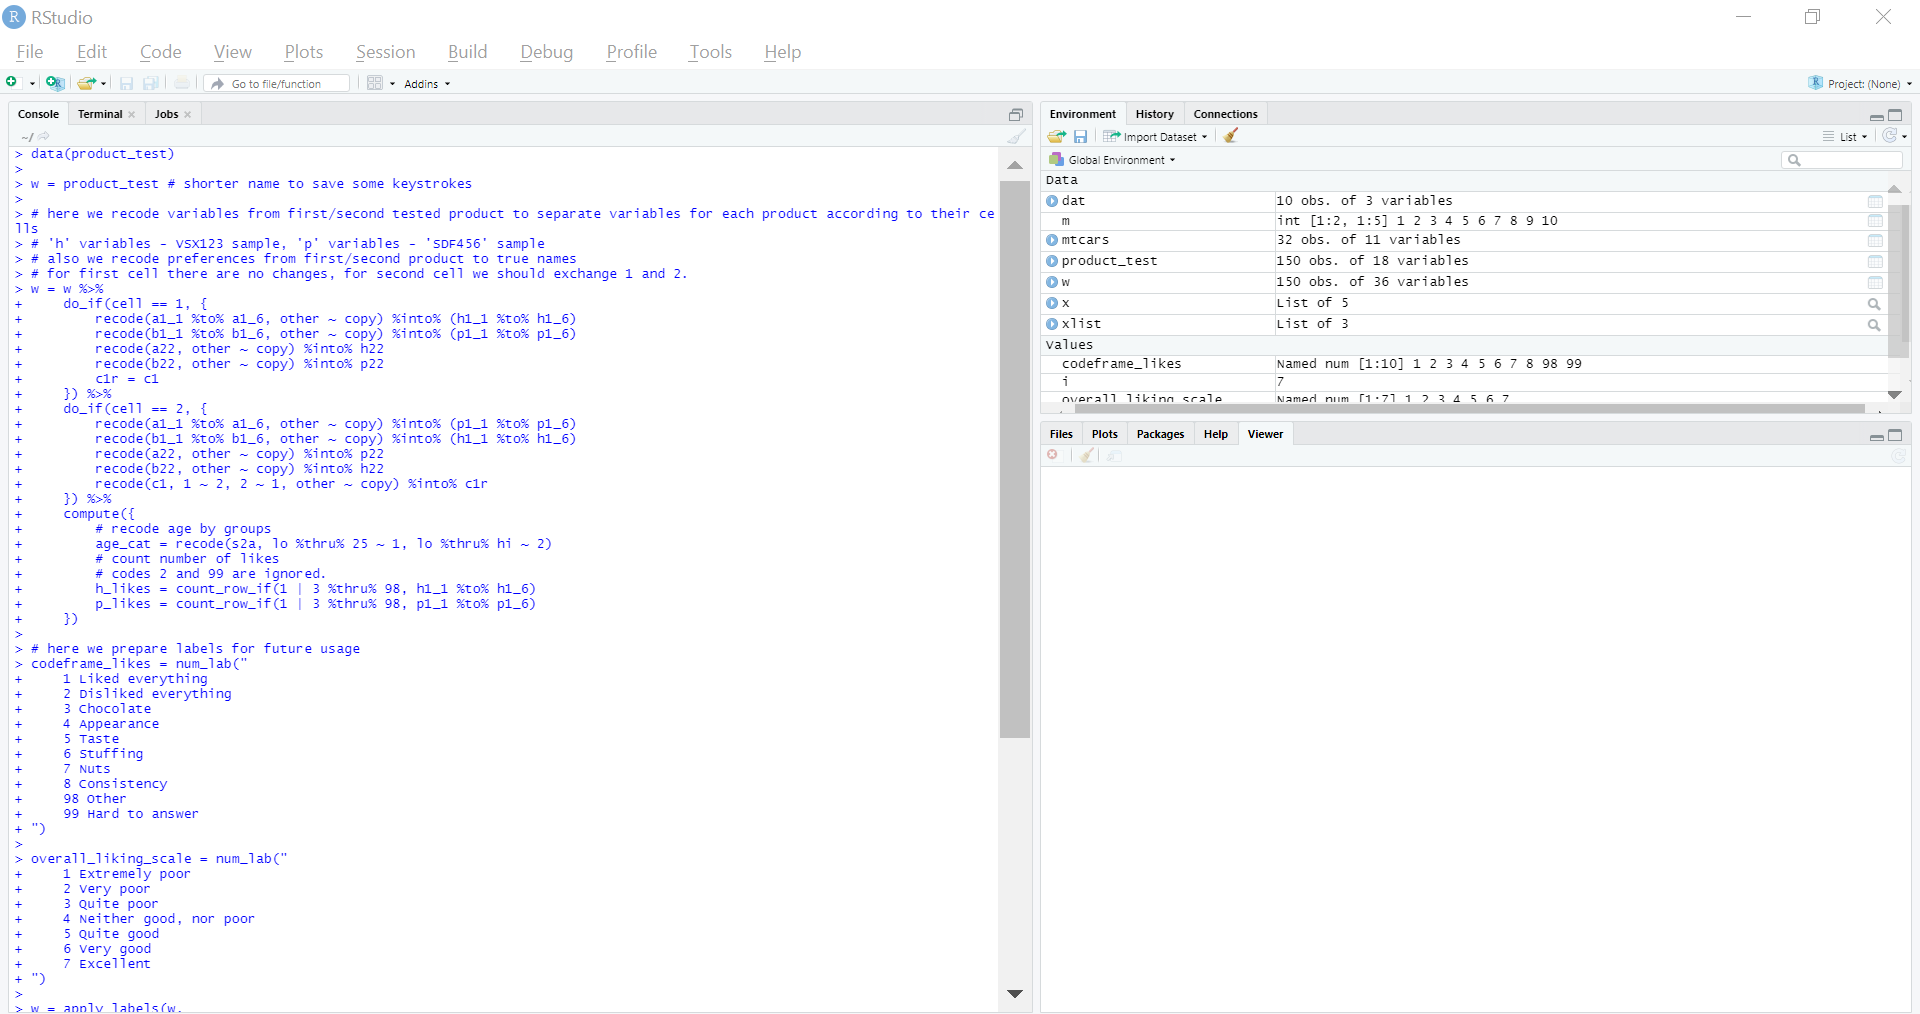 RStudio
File Edit Code View Plots Session Build Debug Profile Tools Help
Go to file/function Addins Project: (None)
Console Terminal Jobs
~/
> data(product_test)
>
> w = product_test # shorter name to save some keystrokes
>
> # here we recode variables from first/second tested product to separate variables for each product according to their ce
lls
> # 'h' variables - VSX123 sample, 'p' variables - 'SDF456' sample
> # also we recode preferences from first/second product to true names
> # for first cell there are no changes, for second cell we should exchange 1 and 2.
> w = w %>%
+     do_if(cell == 1, {
+         recode(a1_1 %to% a1_6, other ~ copy) %into% (h1_1 %to% h1_6)
+         recode(b1_1 %to% b1_6, other ~ copy) %into% (p1_1 %to% p1_6)
+         recode(a22, other ~ copy) %into% h22
+         recode(b22, other ~ copy) %into% p22
+         c1r = c1
+     }) %>%
+     do_if(cell == 2, {
+         recode(a1_1 %to% a1_6, other ~ copy) %into% (p1_1 %to% p1_6)
+         recode(b1_1 %to% b1_6, other ~ copy) %into% (h1_1 %to% h1_6)
+         recode(a22, other ~ copy) %into% p22
+         recode(b22, other ~ copy) %into% h22
+         recode(c1, 1 ~ 2, 2 ~ 1, other ~ copy) %into% c1r
+     }) %>%
+     compute({
+         # recode age by groups
+         age_cat = recode(s2a, lo %thru% 25 ~ 1, lo %thru% hi ~ 2)
+         # count number of likes
+         # codes 2 and 99 are ignored.
+         h_likes = count_row_if(1 | 3 %thru% 98, h1_1 %to% h1_6)
+         p_likes = count_row_if(1 | 3 %thru% 98, p1_1 %to% p1_6)
+     })
>
> # here we prepare labels for future usage
> codeframe_likes = num_lab("
+     1 Liked everything
+     2 Disliked everything
+     3 Chocolate
+     4 Appearance
+     5 Taste
+     6 Stuffing
+     7 Nuts
+     8 Consistency
+     98 Other
+     99 Hard to answer
+ ")
>
> overall_liking_scale = num_lab("
+     1 Extremely poor
+     2 Very poor
+     3 Quite poor
+     4 Neither good, nor poor
+     5 Quite good
+     6 Very good
+     7 Excellent
+ ")
>
> w = apply_labels(w,
Environment History Connections
Import Dataset List
Global Environment
Data
dat 10 obs. of 3 variables
m int [1:2, 1:5] 1 2 3 4 5 6 7 8 9 10
mtcars 32 obs. of 11 variables
product_test 150 obs. of 18 variables
w 150 obs. of 36 variables
x List of 5
xlist List of 3
Values
codeframe_likes Named num [1:10] 1 2 3 4 5 6 7 8 98 99
i 7
overall_liking_scale Named num [1:7] 1 2 3 4 5 6 7
Files Plots Packages Help Viewer